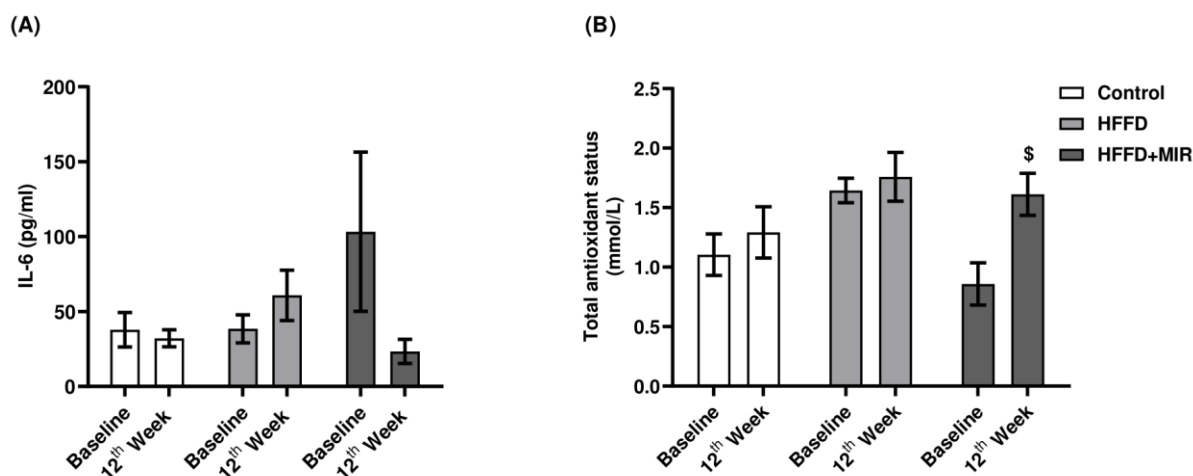 (A)
IL-6 (pg/ml)
200
150
100
50
0
Baseline
12th Week
Baseline
12th Week
Baseline
12th Week
(B)
Total antioxidant status
(mmol/L)
2.5
2.0
1.5
1.0
0.5
0.0
$
Baseline
12th Week
Baseline
12th Week
Baseline
12th Week
Control
HFFD
HFFD+MIR